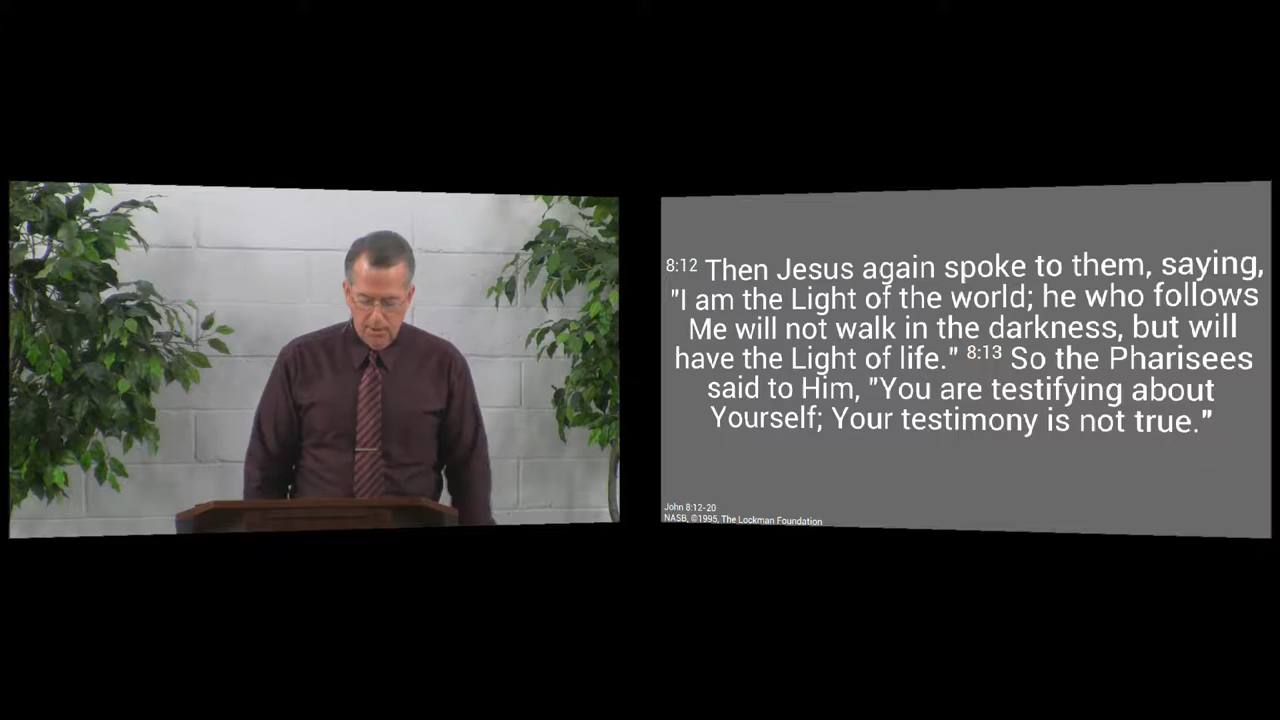 8:12 Then Jesus again spoke to them, saying,
"I am the Light of the world; he who follows
Me will not walk in the darkness, but will
have the Light of life." 8:13 So the Pharisees
said to Him, "You are testifying about
Yourself; Your testimony is not true."
John 8:12-20
NASB, ©1995, The Lockman Foundation